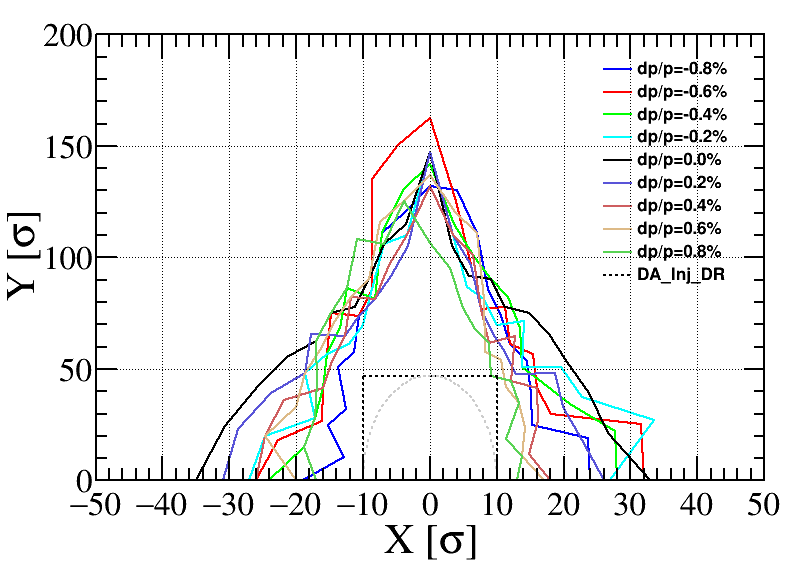 200
150
100
50
0
Y [σ]
dp/p=-0.8%
dp/p=-0.6%
dp/p=-0.4%
dp/p=-0.2%
dp/p=0.0%
dp/p=0.2%
dp/p=0.4%
dp/p=0.6%
dp/p=0.8%
DA_Inj_DR
−50 −40 −30 −20 −10 0 10 20 30 40 50
X [σ]